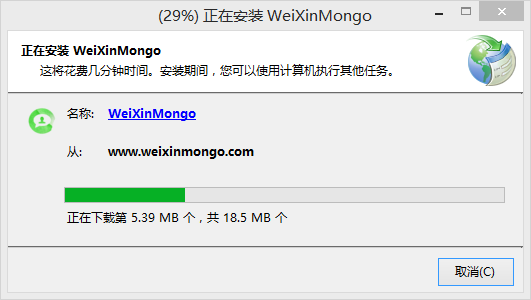 (29%) 正在安装 WeiXinMongo
正在安装 WeiXinMongo
这将花费几分钟时间。安装期间，您可以使用计算机执行其他任务。
名称: WeiXinMongo
从: www.weixinmongo.com
正在下载第 5.39 MB 个，共 18.5 MB 个
取消(C)